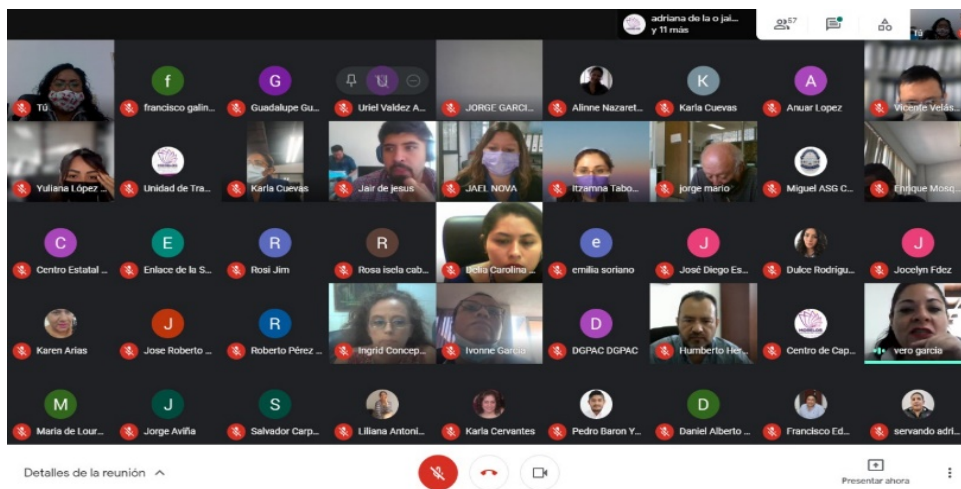 adriana de la o jai...
y 11 más
57
Tú
Tú
f
francisco galin...
G
Guadalupe Gu...
U
Uriel Valdez A...
JORGE GARCI...
Alinne Nazaret...
K
Karla Cuevas
A
Anuar Lopez
Vicente Velás...
Yuliana López ...
Unidad de Tra...
Karla Cuevas
Jair de jesus
JAEL NOVA
Itzamna Tabo...
jorge mario
Miguel ASG C...
Enrique Mosq...
C
Centro Estatal ...
E
Enlace de la S...
R
Rosi Jim
R
Rosa isela cab...
Delia Carolina ...
e
emilia soriano
J
José Diego Es...
Dulce Rodrigu...
J
Jocelyn Fdez
Karen Arias
J
Jose Roberto ...
R
Roberto Pérez ...
Ingrid Concep...
Ivonne Garcia
D
DGPAC DGPAC
Humberto Her...
MORELOS
Centro de Cap...
vero garcia
M
Maria de Lour...
J
Jorge Aviña
S
Salvador Carp...
Liliana Antoni...
Karla Cervantes
Pedro Baron Y...
D
Daniel Alberto ...
Francisco Ed...
servando adri...
Detalles de la reunión
Presentar ahora